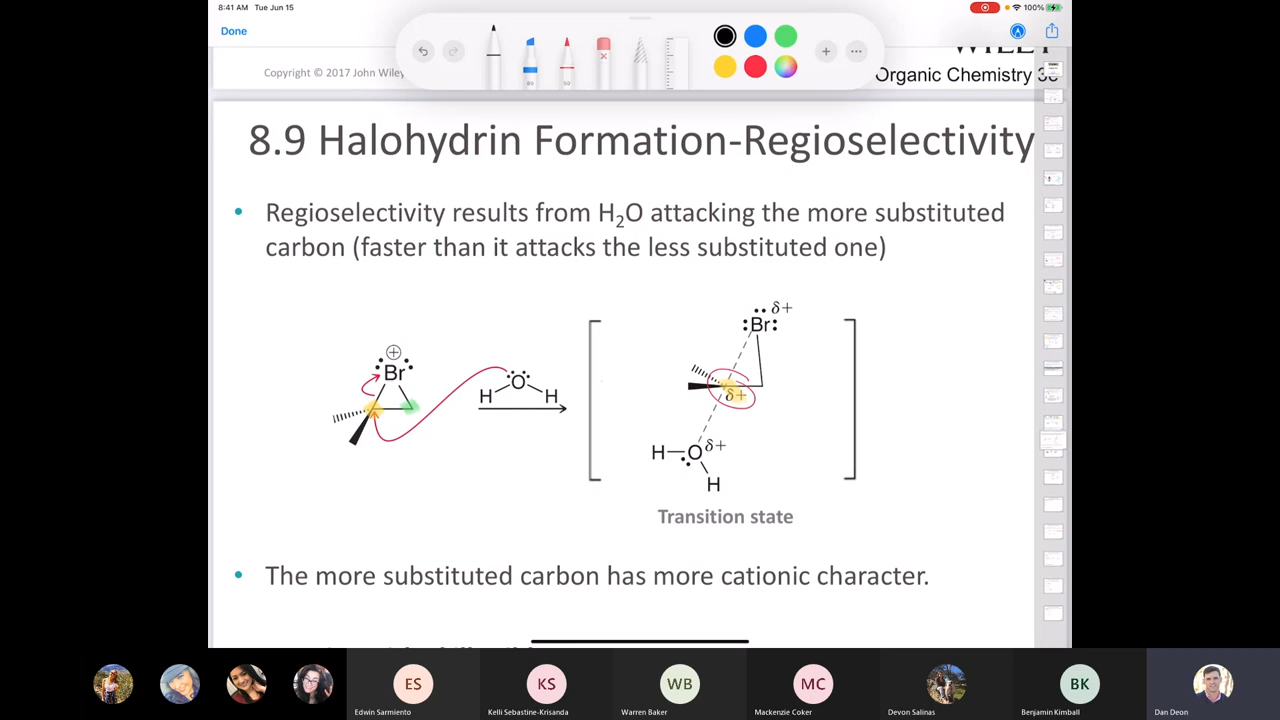 8:41 AM Tue Jun 15
100%
Done
Copyright © 2017 John Wiley
Organic Chemistry 3e
8.9 Halohydrin Formation-Regioselectivity
• Regioselectivity results from H₂O attacking the more substituted
carbon (faster than it attacks the less substituted one)
δ+
:Br:
Br
H O H
δ+
H—O δ+
H
Transition state
• The more substituted carbon has more cationic character.
ES
KS
WB
MC
BK
Edwin Sarmiento
Kelli Sebastine-Krisanda
Warren Baker
Mackenzie Coker
Devon Salinas
Benjamin Kimball
Dan Deon